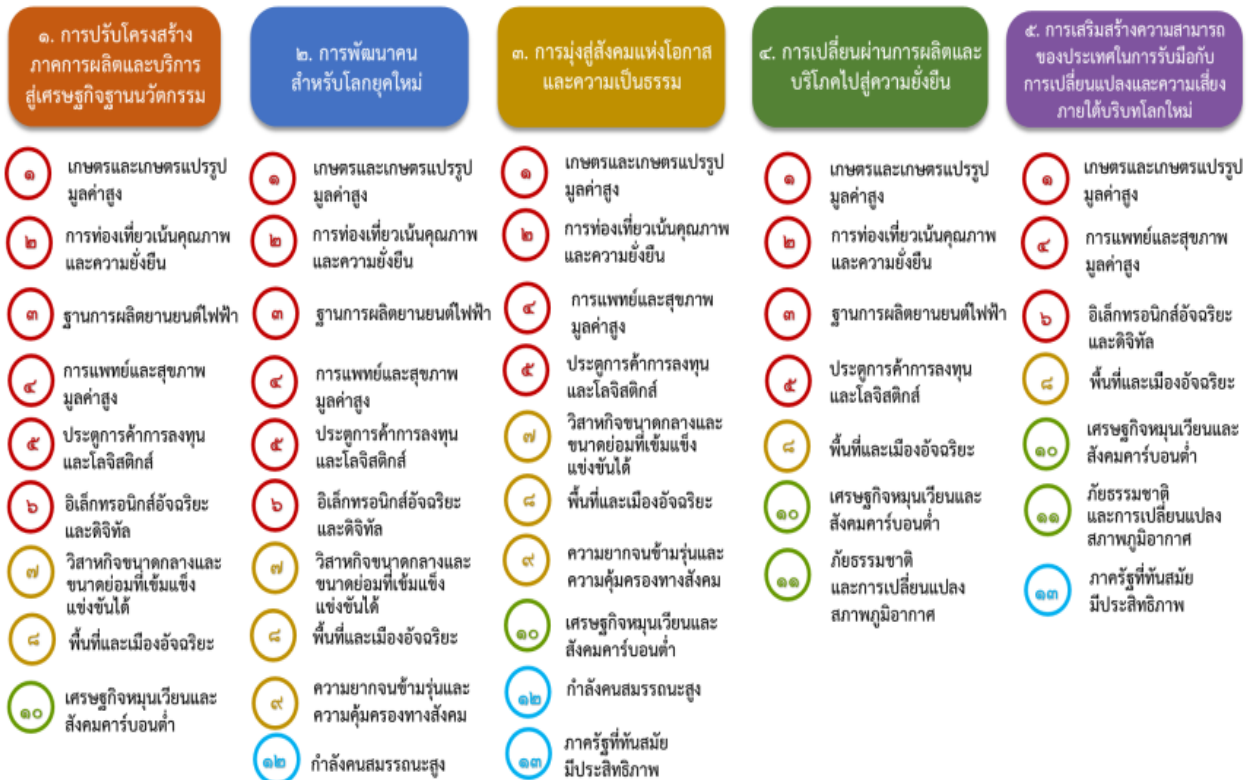 ๑. การปรับโครงสร้าง
ภาคการผลิตและบริการ
สู่เศรษฐกิจฐานนวัตกรรม
๑
เกษตรและเกษตรแปรรูป
มูลค่าสูง
๒
การท่องเที่ยวเน้นคุณภาพ
และความยั่งยืน
๓
ฐานการผลิตยานยนต์ไฟฟ้า
๔
การแพทย์และสุขภาพ
มูลค่าสูง
๕
ประตูการค้าการลงทุน
และโลจิสติกส์
๖
อิเล็กทรอนิกส์อัจฉริยะ
และดิจิทัล
๗
วิสาหกิจขนาดกลางและ
ขนาดย่อมที่เข้มแข็ง
แข่งขันได้
๘
พื้นที่และเมืองอัจฉริยะ
๑๐
เศรษฐกิจหมุนเวียนและ
สังคมคาร์บอนต่ำ
๒. การพัฒนาคน
สำหรับโลกยุคใหม่
๑
เกษตรและเกษตรแปรรูป
มูลค่าสูง
๒
การท่องเที่ยวเน้นคุณภาพ
และความยั่งยืน
๓
ฐานการผลิตยานยนต์ไฟฟ้า
๔
การแพทย์และสุขภาพ
มูลค่าสูง
๕
ประตูการค้าการลงทุน
และโลจิสติกส์
๖
อิเล็กทรอนิกส์อัจฉริยะ
และดิจิทัล
๗
วิสาหกิจขนาดกลางและ
ขนาดย่อมที่เข้มแข็ง
แข่งขันได้
๘
พื้นที่และเมืองอัจฉริยะ
๙
ความยากจนข้ามรุ่นและ
ความคุ้มครองทางสังคม
๑๒
กำลังคนสมรรถนะสูง
๓. การมุ่งสู่สังคมแห่งโอกาส
และความเป็นธรรม
๑
เกษตรและเกษตรแปรรูป
มูลค่าสูง
๒
การท่องเที่ยวเน้นคุณภาพ
และความยั่งยืน
๔
การแพทย์และสุขภาพ
มูลค่าสูง
๕
ประตูการค้าการลงทุน
และโลจิสติกส์
๗
วิสาหกิจขนาดกลางและ
ขนาดย่อมที่เข้มแข็ง
แข่งขันได้
๘
พื้นที่และเมืองอัจฉริยะ
๙
ความยากจนข้ามรุ่นและ
ความคุ้มครองทางสังคม
๑๐
เศรษฐกิจหมุนเวียนและ
สังคมคาร์บอนต่ำ
๑๒
กำลังคนสมรรถนะสูง
๑๓
ภาครัฐที่ทันสมัย
มีประสิทธิภาพ
๔. การเปลี่ยนผ่านการผลิตและ
บริโภคไปสู่ความยั่งยืน
๑
เกษตรและเกษตรแปรรูป
มูลค่าสูง
๒
การท่องเที่ยวเน้นคุณภาพ
และความยั่งยืน
๓
ฐานการผลิตยานยนต์ไฟฟ้า
๕
ประตูการค้าการลงทุน
และโลจิสติกส์
๘
พื้นที่และเมืองอัจฉริยะ
๑๐
เศรษฐกิจหมุนเวียนและ
สังคมคาร์บอนต่ำ
๑๑
ภัยธรรมชาติ
และการเปลี่ยนแปลง
สภาพภูมิอากาศ
๕. การเสริมสร้างความสามารถ
ของประเทศในการรับมือกับ
การเปลี่ยนแปลงและความเสี่ยง
ภายใต้บริบทโลกใหม่
๑
เกษตรและเกษตรแปรรูป
มูลค่าสูง
๔
การแพทย์และสุขภาพ
มูลค่าสูง
๖
อิเล็กทรอนิกส์อัจฉริยะ
และดิจิทัล
๘
พื้นที่และเมืองอัจฉริยะ
๑๐
เศรษฐกิจหมุนเวียนและ
สังคมคาร์บอนต่ำ
๑๑
ภัยธรรมชาติ
และการเปลี่ยนแปลง
สภาพภูมิอากาศ
๑๓
ภาครัฐที่ทันสมัย
มีประสิทธิภาพ